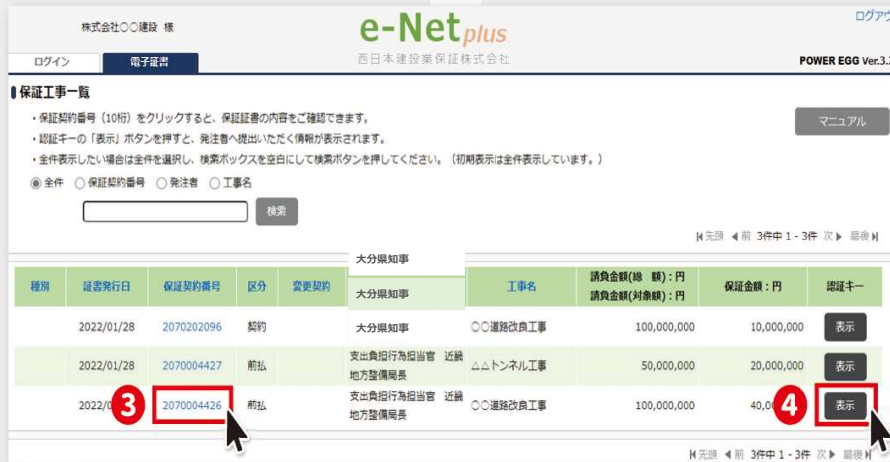 株式会社〇〇建設 様
e-Net plus
ログアウ
西日本建設業保証株式会社
ログイン
電子証書
POWER EGG Ver.3.
保証工事一覧
・保証契約番号（10桁）をクリックすると、保証証書の内容をご確認できます。
・認証キーの「表示」ボタンを押すと、発注者へ提出いただく情報が表示されます。
・全件表示したい場合は全件を選択し、検索ボックスを空白にして検索ボタンを押してください。（初期表示は全件表示しています。）
マニュアル
全件 保証契約番号 発注者 工事名
検索
先頭 前 3件中 1 - 3件 次 最後
大分県知事
種別 証書発行日 保証契約番号 区分 変更契約 大分県知事 工事名 請負金額(総 額)：円 保証金額：円 認証キー
請負金額(対象額)：円
2022/01/28 2070202096 契約 大分県知事 〇〇道路改良工事 100,000,000 10,000,000 表示
2022/01/28 2070004427 前払 支出負担行為担当官 近畿地方整備局長 △△トンネル工事 50,000,000 20,000,000 表示
2022/0 3 2070004426 前払 支出負担行為担当官 近畿地方整備局長 〇〇道路改良工事 100,000,000 40,0 4 表示
先頭 前 3件中 1 - 3件 次 最後